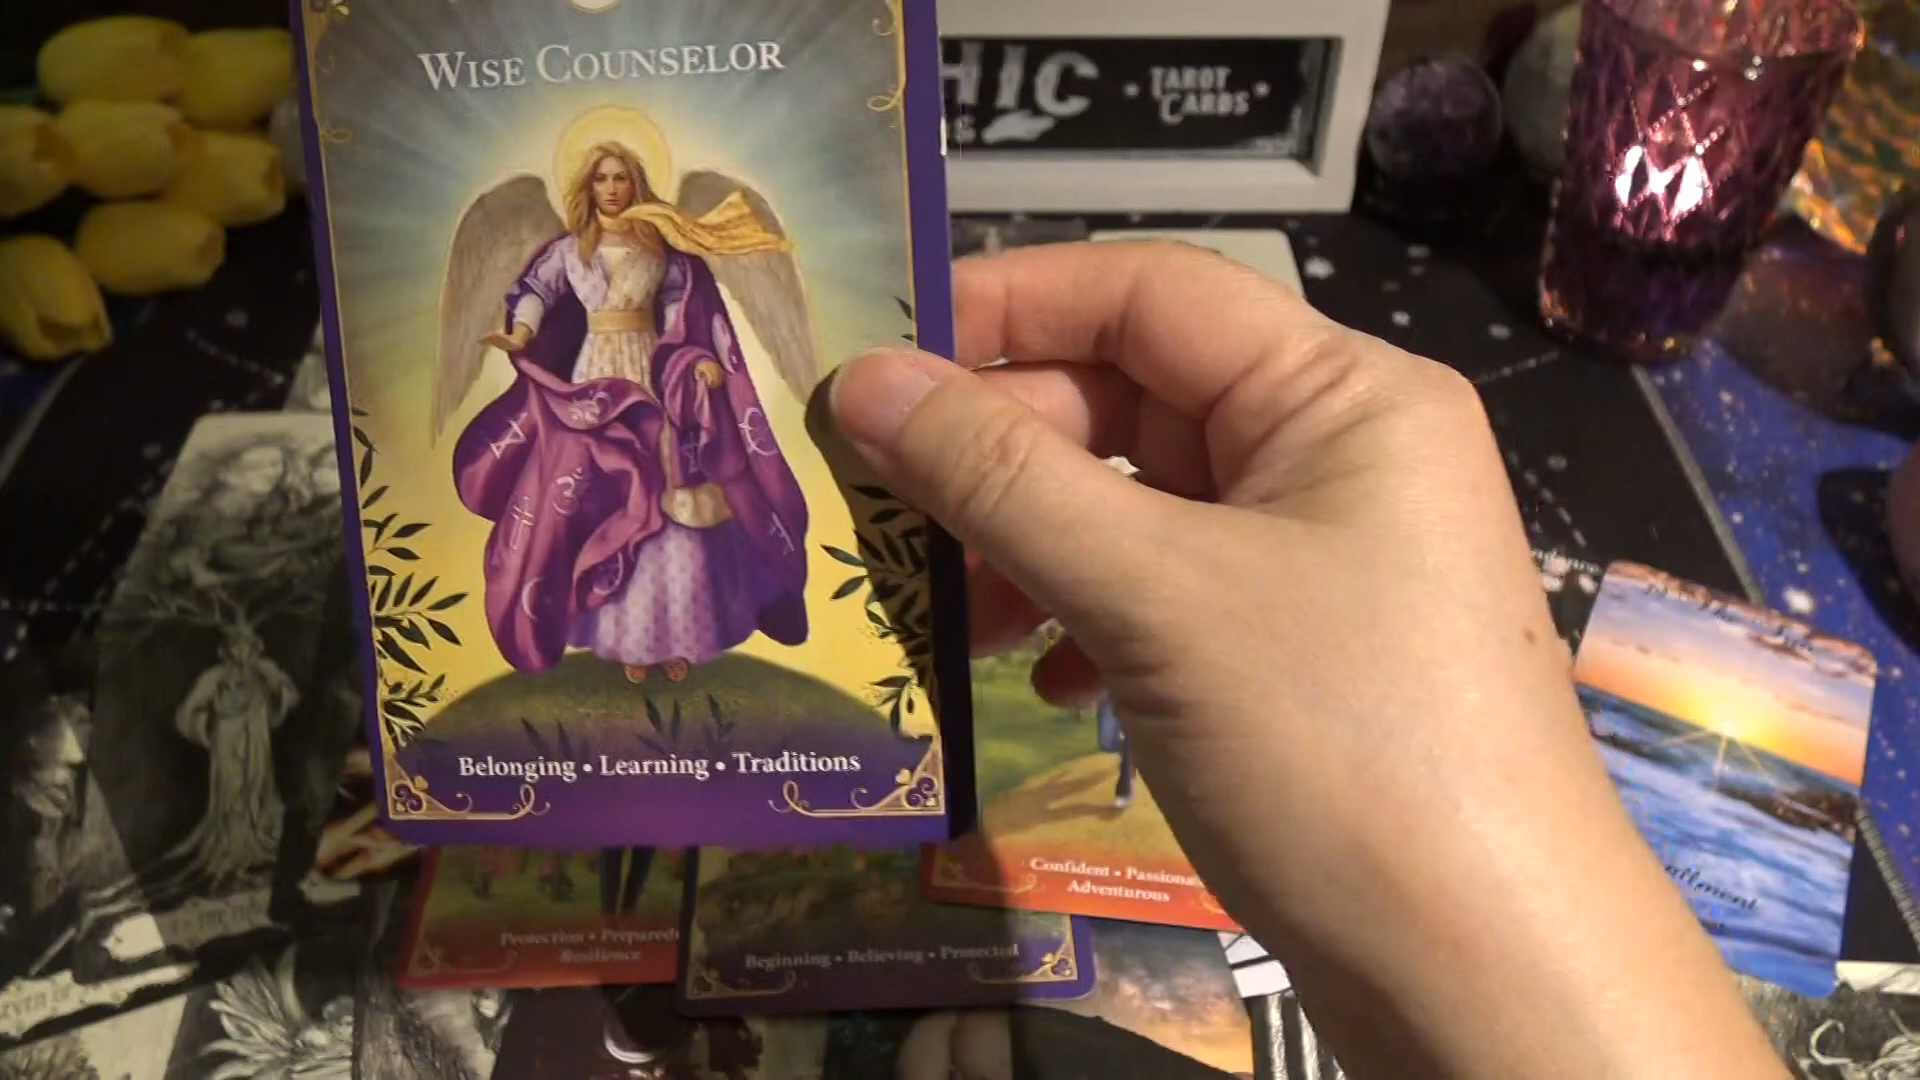 WISE COUNSELOR
HIC
• TAROT
CARDS •
Belonging • Learning • Traditions
Confident • Passiona
Adventurous
Protection • Prepared
Resilience
Beginning • Believing • Protected